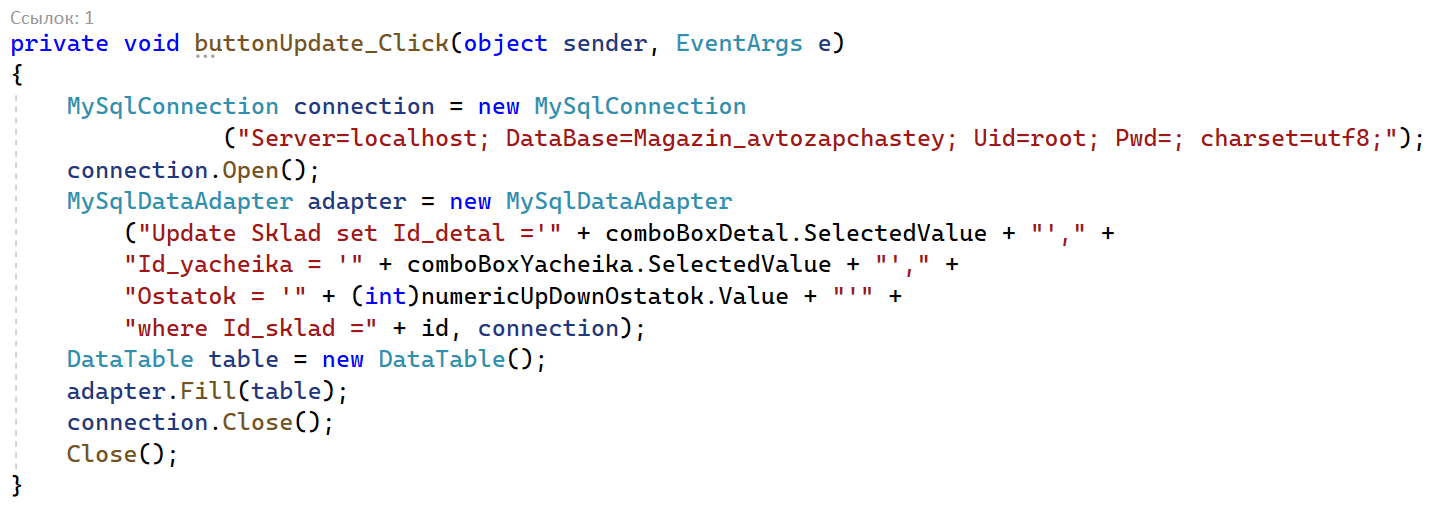 Ссылок: 1
private void buttonUpdate_Click(object sender, EventArgs e)
{
MySqlConnection connection = new MySqlConnection
("Server=localhost; DataBase=Magazin_avtozapchastey; Uid=root; Pwd=; charset=utf8;");
connection.Open();
MySqlDataAdapter adapter = new MySqlDataAdapter
("Update Sklad set Id_detal ='" + comboBoxDetal.SelectedValue + "'," +
"Id_yacheika = '" + comboBoxYacheika.SelectedValue + "'," +
"Ostatok = '" + (int)numericUpDownOstatok.Value + "'" +
"where Id_sklad =" + id, connection);
DataTable table = new DataTable();
adapter.Fill(table);
connection.Close();
Close();
}